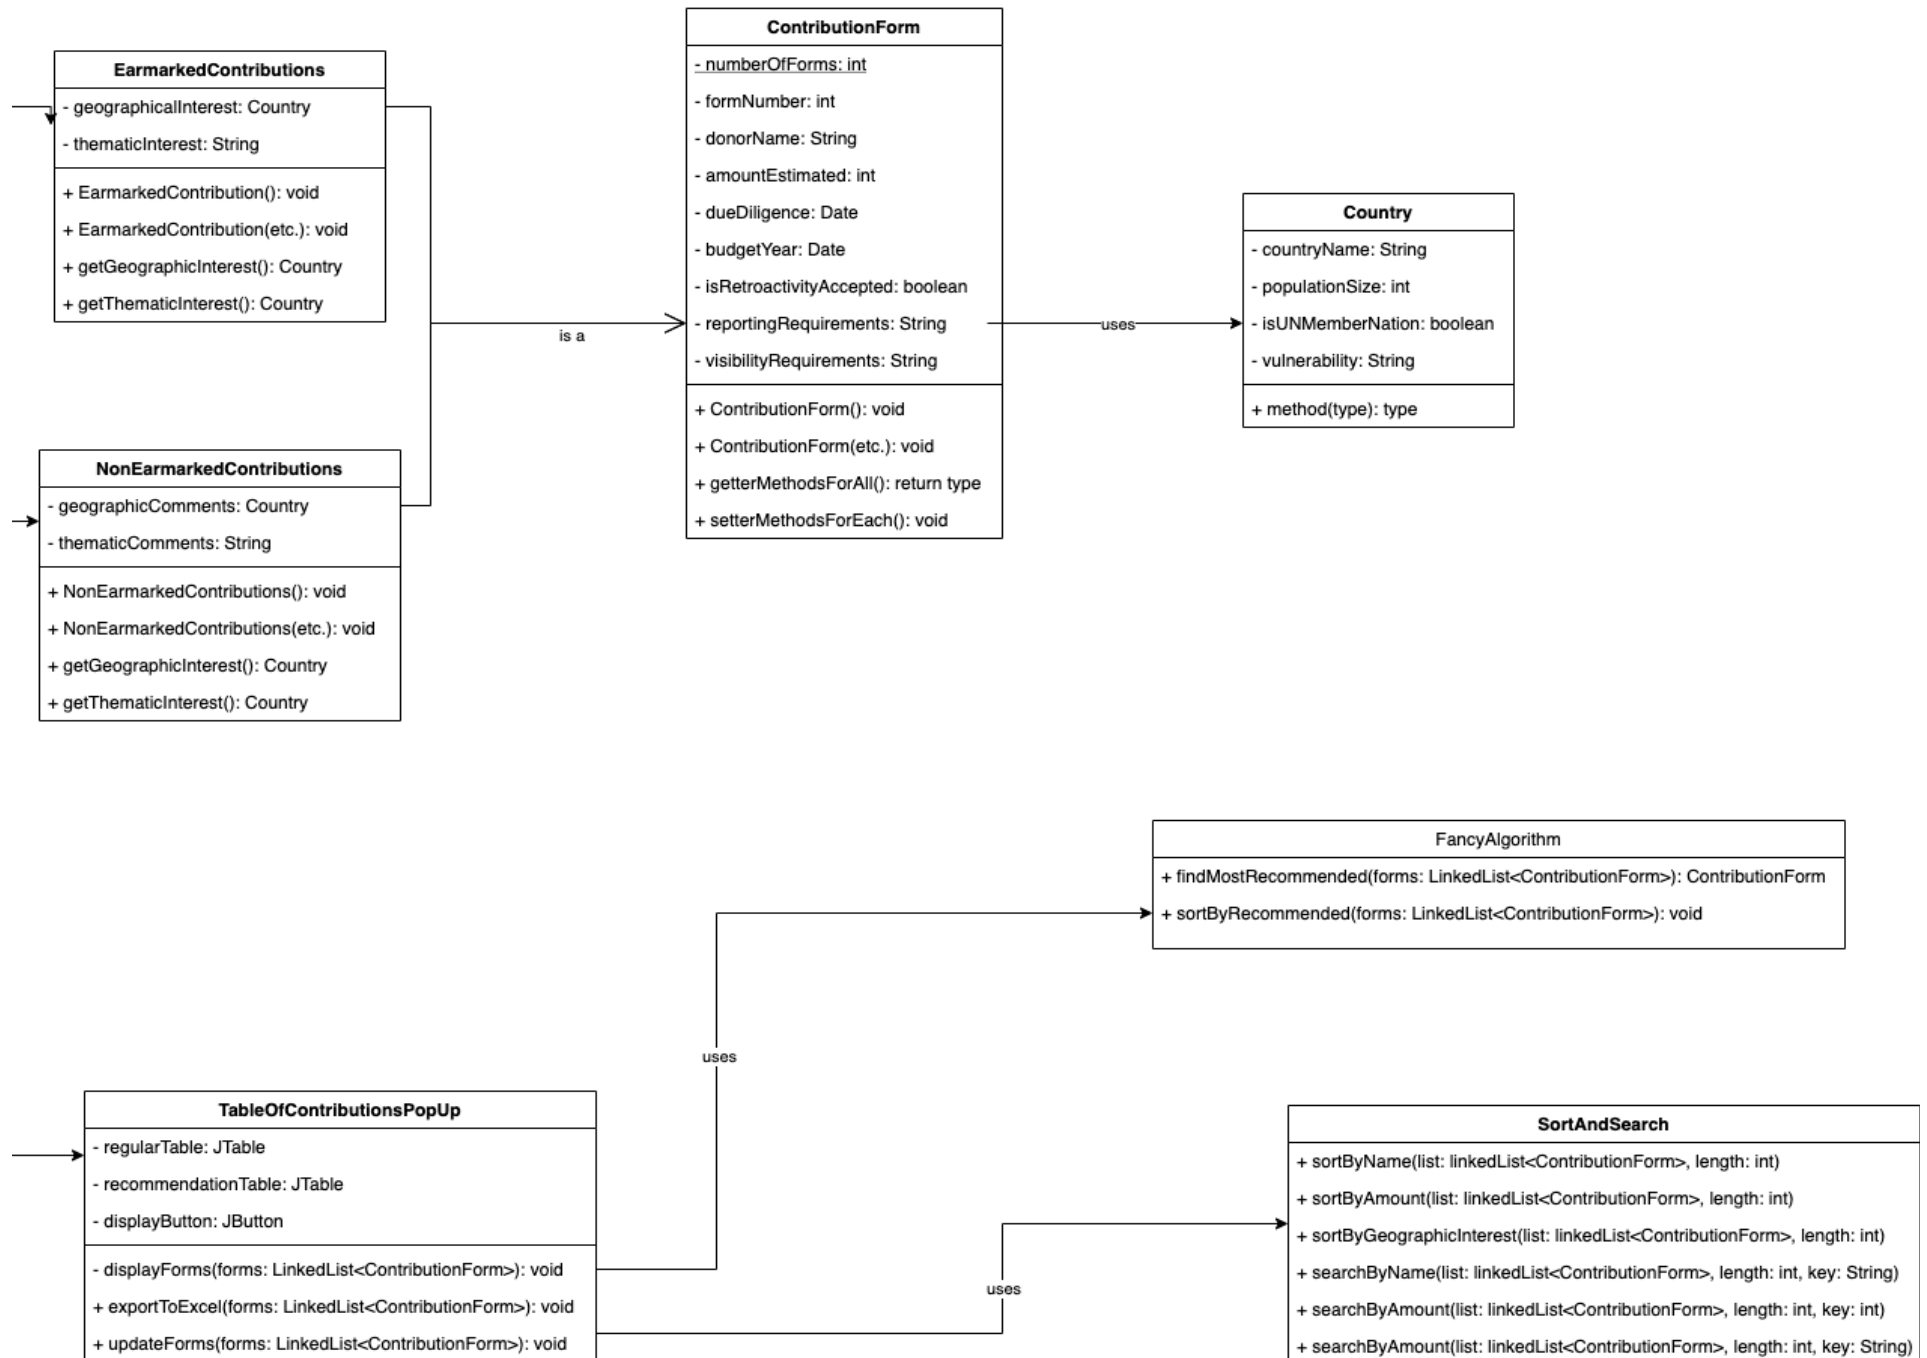 EarmarkedContributions
- geographicalInterest: Country
- thematicInterest: String
+ EarmarkedContribution(): void
+ EarmarkedContribution(etc.): void
+ getGeographicInterest(): Country
+ getThematicInterest(): Country
NonEarmarkedContributions
- geographicComments: Country
- thematicComments: String
+ NonEarmarkedContributions(): void
+ NonEarmarkedContributions(etc.): void
+ getGeographicInterest(): Country
+ getThematicInterest(): Country
is a
ContributionForm
- numberOfForms: int
- formNumber: int
- donorName: String
- amountEstimated: int
- dueDiligence: Date
- budgetYear: Date
- isRetroactivityAccepted: boolean
- reportingRequirements: String
- visibilityRequirements: String
+ ContributionForm(): void
+ ContributionForm(etc.): void
+ getterMethodsForAll(): return type
+ setterMethodsForEach(): void
uses
Country
- countryName: String
- populationSize: int
- isUNMemberNation: boolean
- vulnerability: String
+ method(type): type
FancyAlgorithm
+ findMostRecommended(forms: LinkedList<ContributionForm>): ContributionForm
+ sortByRecommended(forms: LinkedList<ContributionForm>): void
uses
TableOfContributionsPopUp
- regularTable: JTable
- recommendationTable: JTable
- displayButton: JButton
- displayForms(forms: LinkedList<ContributionForm>): void
+ exportToExcel(forms: LinkedList<ContributionForm>): void
+ updateForms(forms: LinkedList<ContributionForm>): void
uses
SortAndSearch
+ sortByName(list: linkedList<ContributionForm>, length: int)
+ sortByAmount(list: linkedList<ContributionForm>, length: int)
+ sortByGeographicInterest(list: linkedList<ContributionForm>, length: int)
+ searchByName(list: linkedList<ContributionForm>, length: int, key: String)
+ searchByAmount(list: linkedList<ContributionForm>, length: int, key: int)
+ searchByAmount(list: linkedList<ContributionForm>, length: int, key: String)